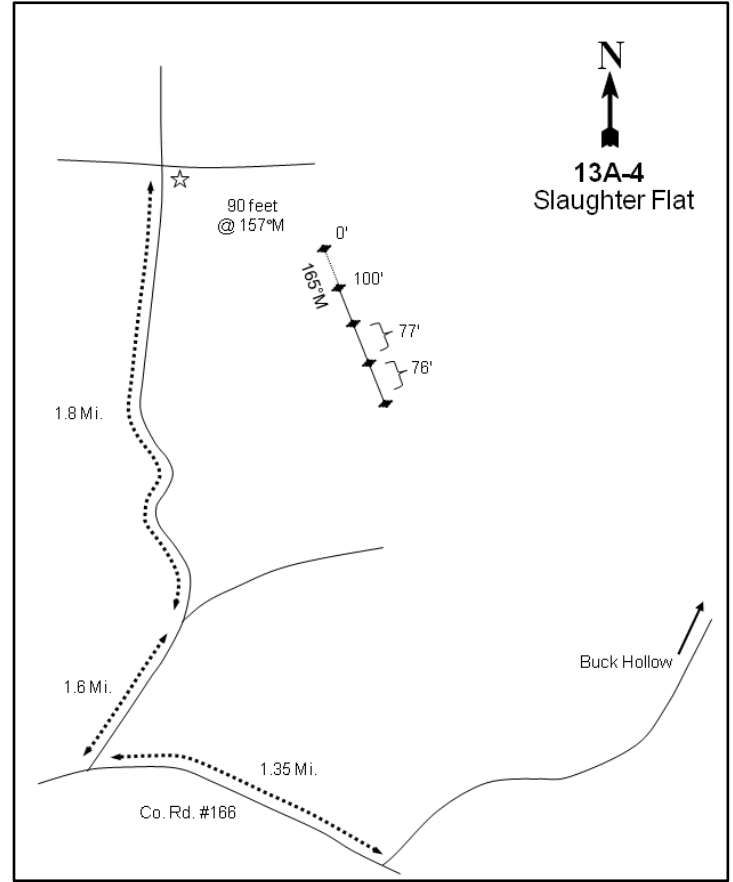 N
13A-4
Slaughter Flat
90 feet
@ 157°M
0'
165°M
100'
77'
76'
1.8 Mi.
Buck Hollow
1.6 Mi.
1.35 Mi.
Co. Rd. #166